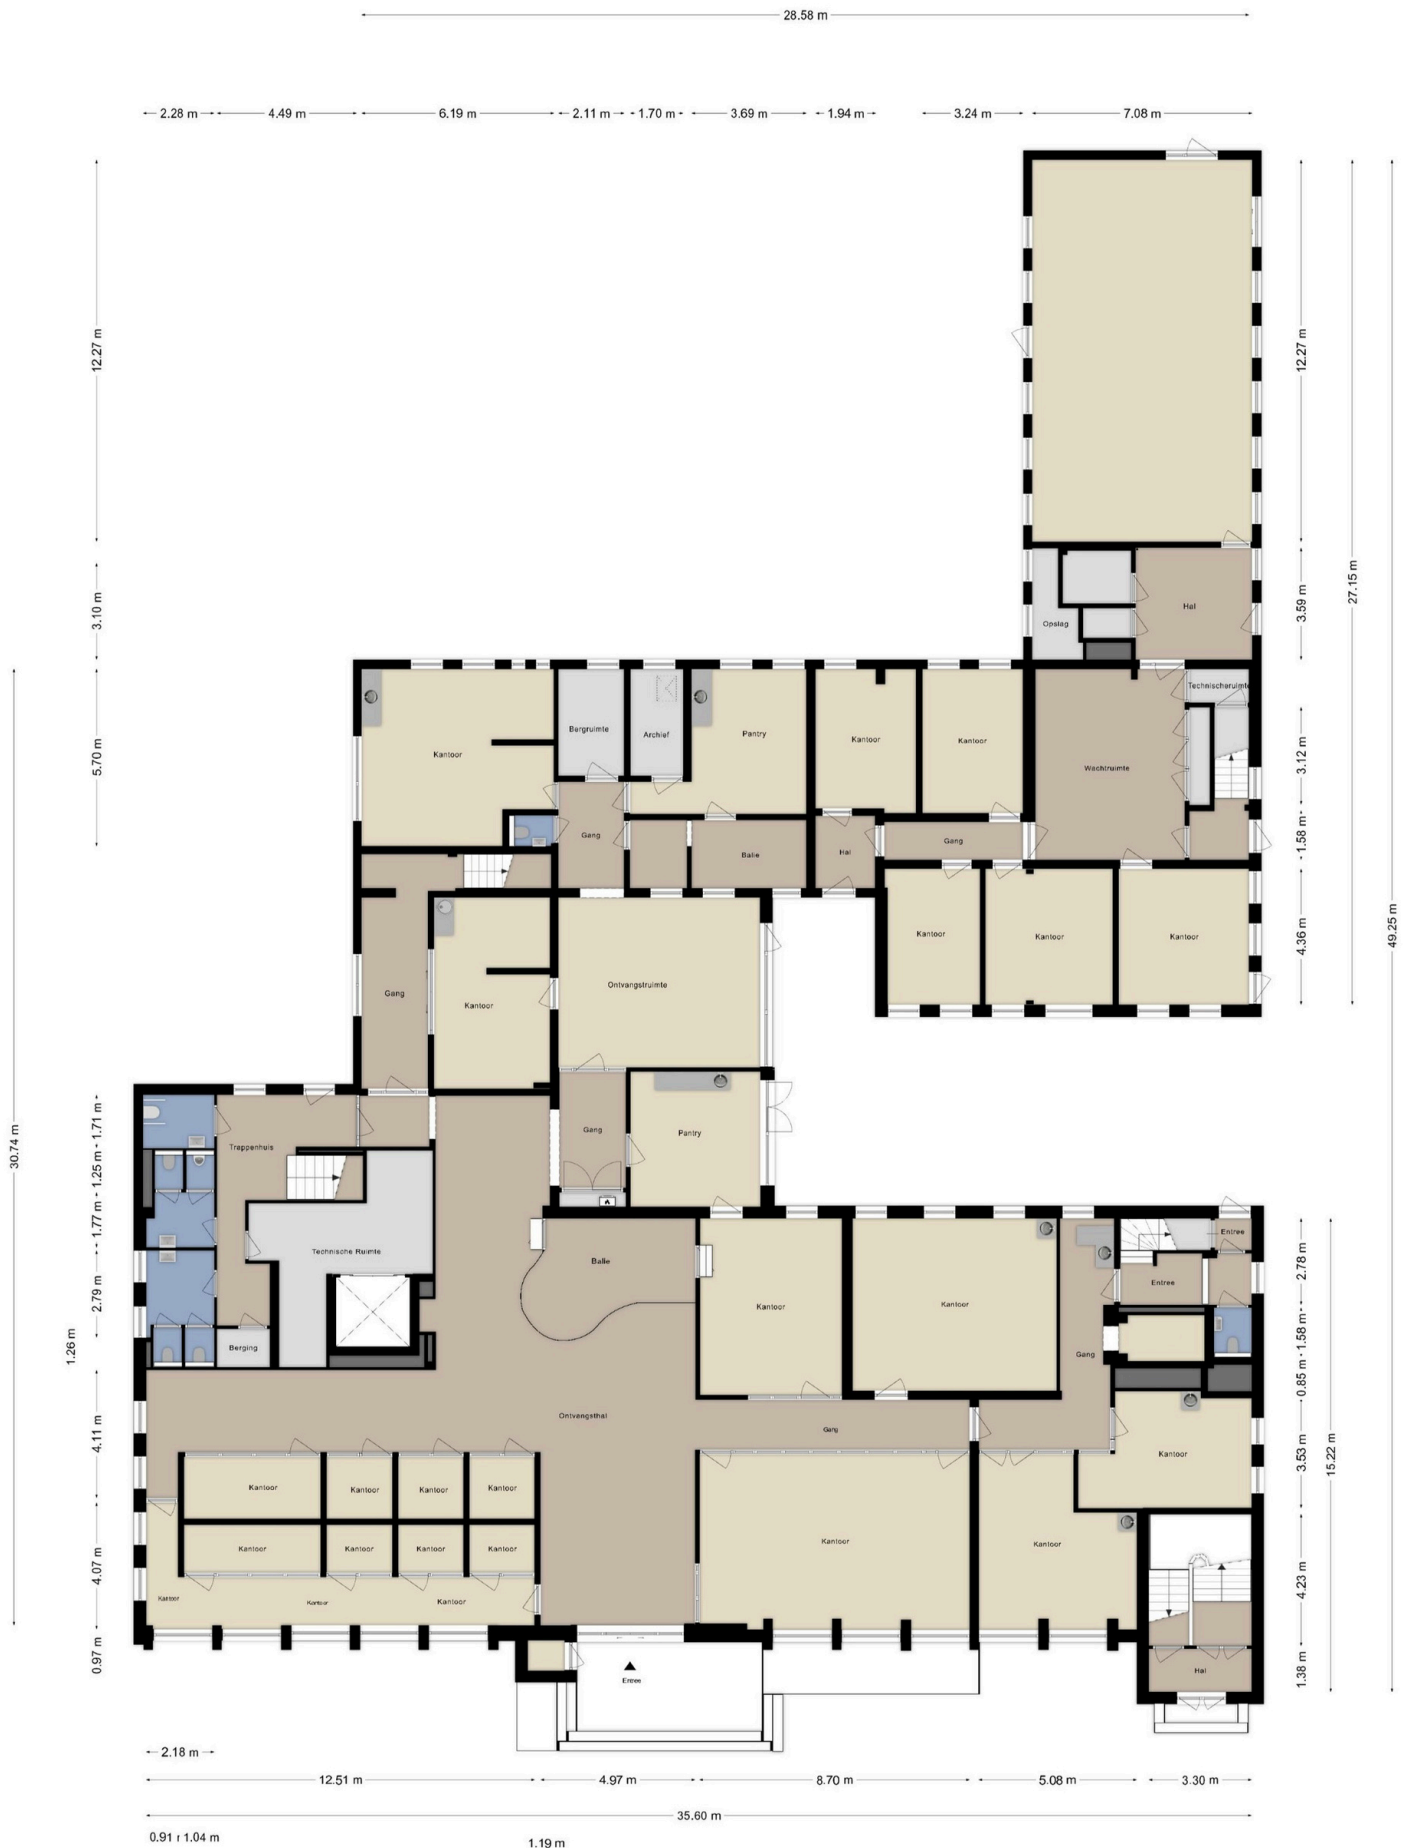 28.58 m
2.28 m
4.49 m
6.19 m
2.11 m
1.70 m
3.69 m
1.94 m
3.24 m
7.08 m
12.27 m
12.27 m
3.10 m
3.59 m
27.15 m
Hal
Opslag
Technischeruimte
Bergruimte
Archief
Pantry
Kantoor
Kantoor
Kantoor
Wachtruimte
5.70 m
3.12 m
1.58 m
Gang
Balie
Hal
Gang
49.25 m
Kantoor
Kantoor
Kantoor
4.36 m
Ontvangstruimte
Gang
Kantoor
30.74 m
1.71 m
1.25 m
1.77 m
2.79 m
1.26 m
Trappenhuis
Gang
Pantry
Technische Ruimte
Balie
Entree
Entree
Kantoor
Kantoor
Berging
Gang
2.78 m
1.58 m
0.85 m
4.11 m
Ontvangsthal
Gang
Kantoor
3.53 m
15.22 m
Kantoor
Kantoor
Kantoor
Kantoor
Kantoor
Kantoor
Kantoor
Kantoor
Kantoor
Kantoor
4.07 m
4.23 m
Kantoor
Kantoor
Kantoor
0.97 m
Entree
Hal
1.38 m
2.18 m
12.51 m
4.97 m
8.70 m
5.08 m
3.30 m
35.60 m
0.91 1.04 m
1.19 m